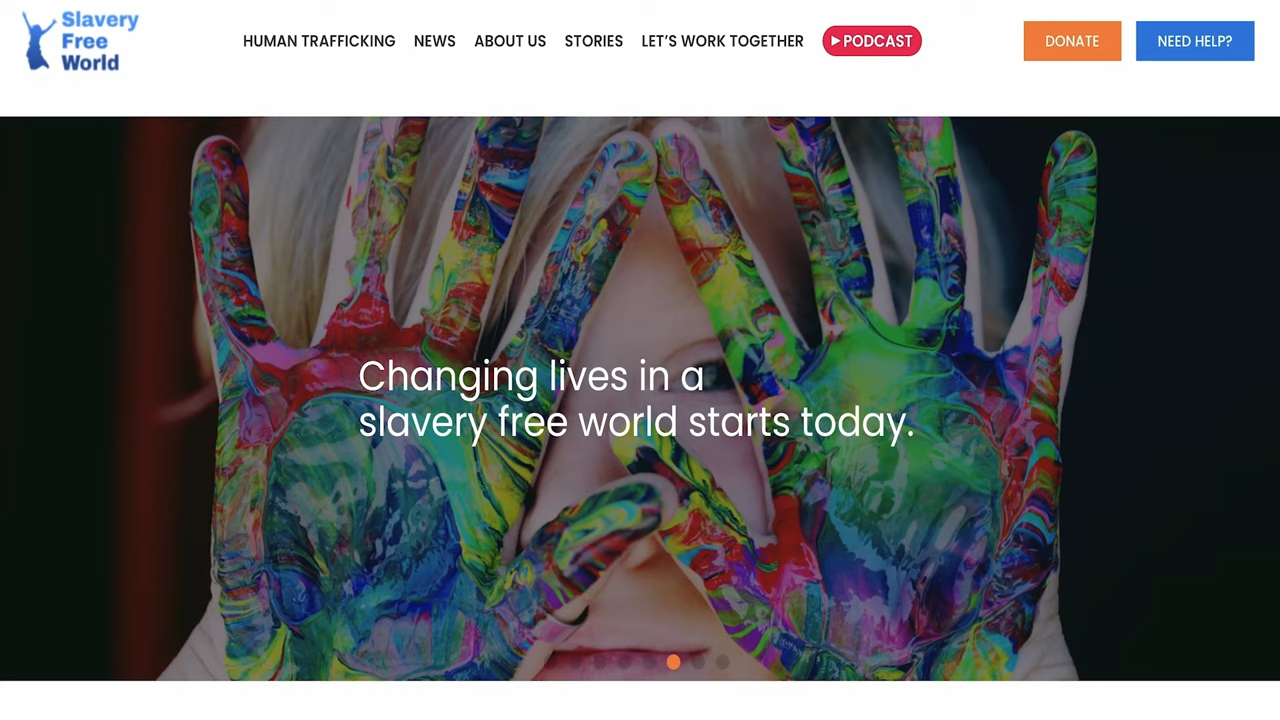 Slavery
Free
World
HUMAN TRAFFICKING NEWS ABOUT US STORIES LET'S WORK TOGETHER PODCAST DONATE NEED HELP?
Changing lives in a
slavery free world starts today.